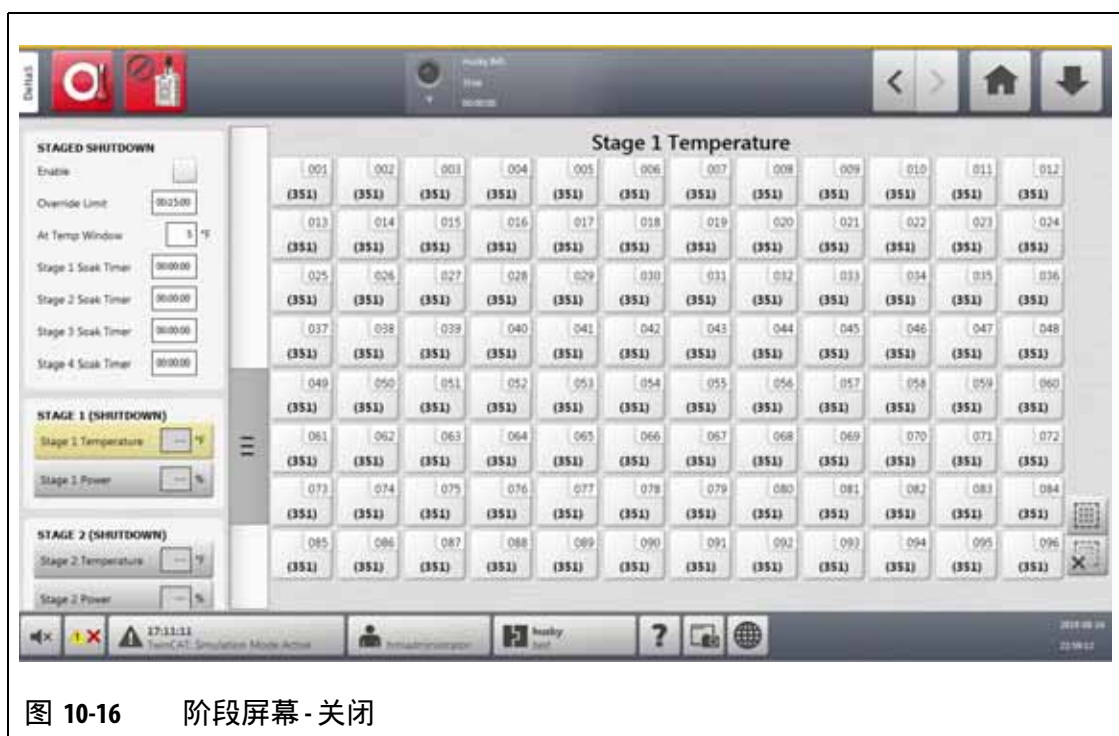 DeltaS
Husky IMS
Stop
00:00:00
STAGED SHUTDOWN
Enable
Override Limit 00:25:00
At Temp Window 5 °F
Stage 1 Soak Timer 00:00:00
Stage 2 Soak Timer 00:00:00
Stage 3 Soak Timer 00:00:00
Stage 4 Soak Timer 00:00:00
STAGE 1 (SHUTDOWN)
Stage 1 Temperature -- °F
Stage 1 Power -- %
STAGE 2 (SHUTDOWN)
Stage 2 Temperature -- °F
Stage 2 Power -- %
Stage 1 Temperature
001 002 003 004 005 006 007 008 009 010 011 012
(351) (351) (351) (351) (351) (351) (351) (351) (351) (351) (351) (351)
013 014 015 016 017 018 019 020 021 022 023 024
(351) (351) (351) (351) (351) (351) (351) (351) (351) (351) (351) (351)
025 026 027 028 029 030 031 032 033 034 035 036
(351) (351) (351) (351) (351) (351) (351) (351) (351) (351) (351) (351)
037 038 039 040 041 042 043 044 045 046 047 048
(351) (351) (351) (351) (351) (351) (351) (351) (351) (351) (351) (351)
049 050 051 052 053 054 055 056 057 058 059 060
(351) (351) (351) (351) (351) (351) (351) (351) (351) (351) (351) (351)
061 062 063 064 065 066 067 068 069 070 071 072
(351) (351) (351) (351) (351) (351) (351) (351) (351) (351) (351) (351)
073 074 075 076 077 078 079 080 081 082 083 084
(351) (351) (351) (351) (351) (351) (351) (351) (351) (351) (351) (351)
085 086 087 088 089 090 091 092 093 094 095 096
(351) (351) (351) (351) (351) (351) (351) (351) (351) (351) (351) (351)
17:11:11
TwinCAT: Simulation Mode Active
hmiadministrator
husky
test
?
图 10-16 阶段屏幕 - 关闭